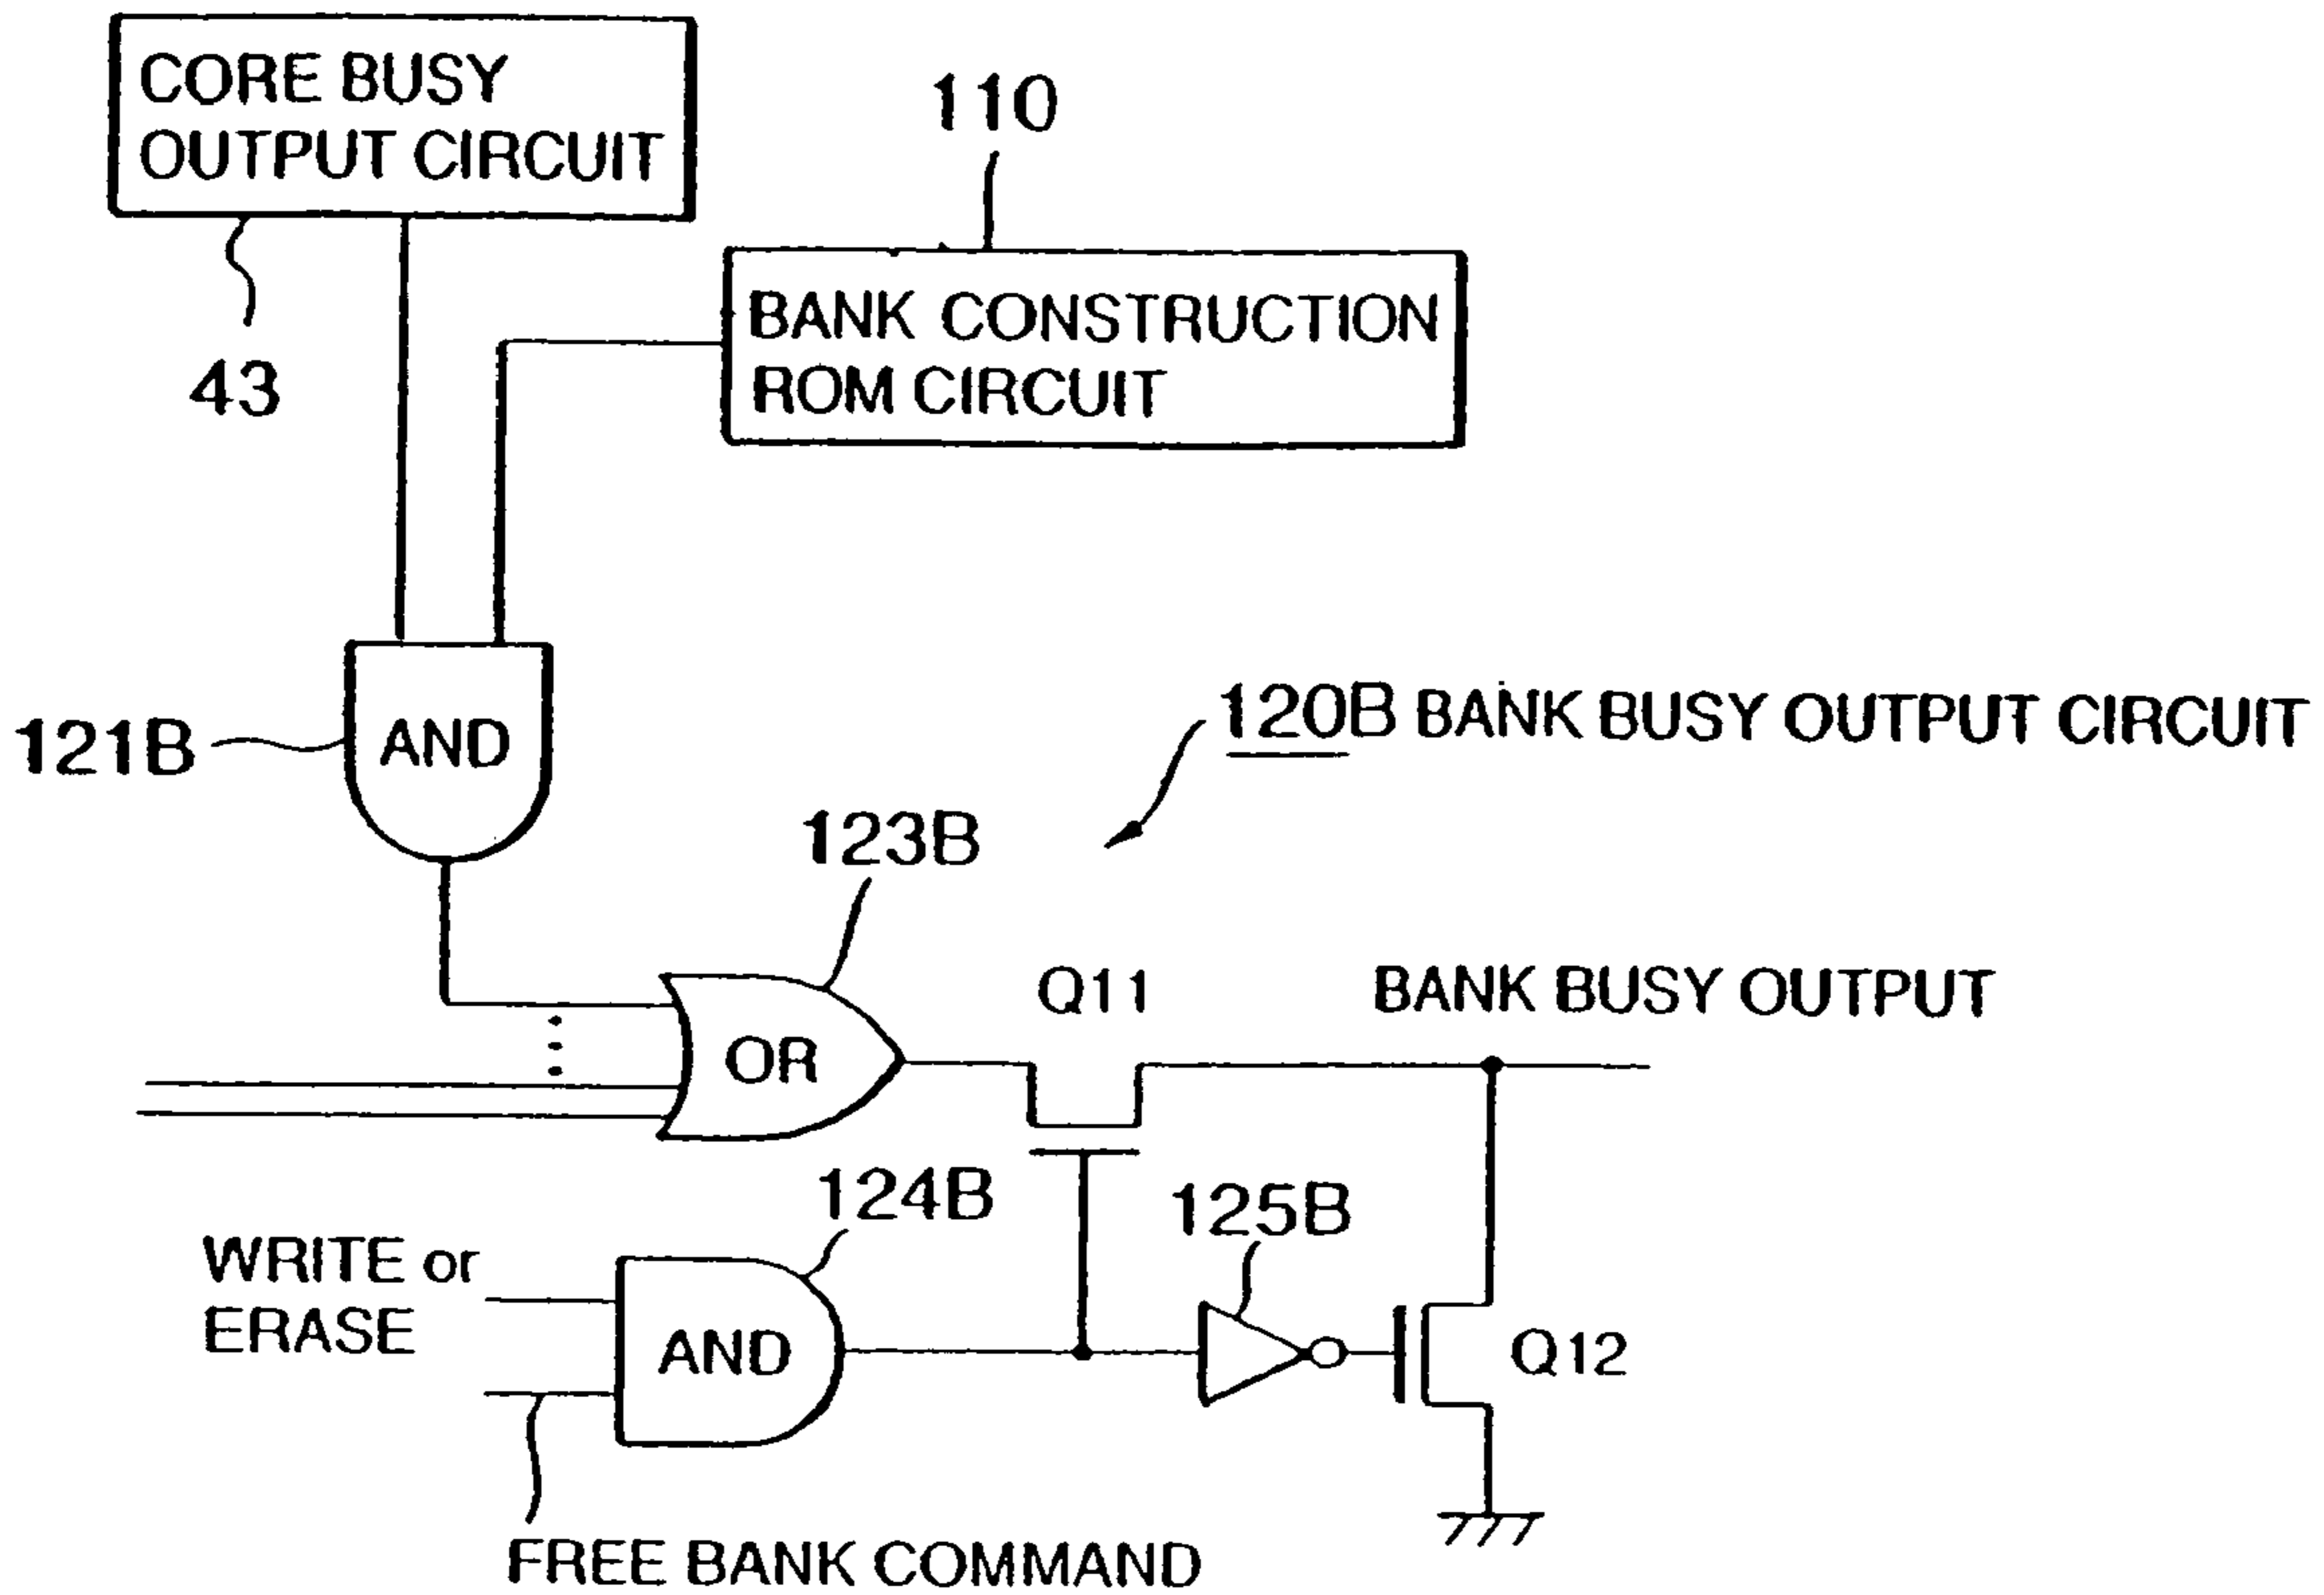 CORE BUSY
OUTPUT CIRCUIT
110
BANK CONSTRUCTION
ROM CIRCUIT
43
120B BANK BUSY OUTPUT CIRCUIT
121B
AND
123B
Q11
BANK BUSY OUTPUT
OR
124B
125B
WRITE or
ERASE
AND
Q12
FREE BANK COMMAND